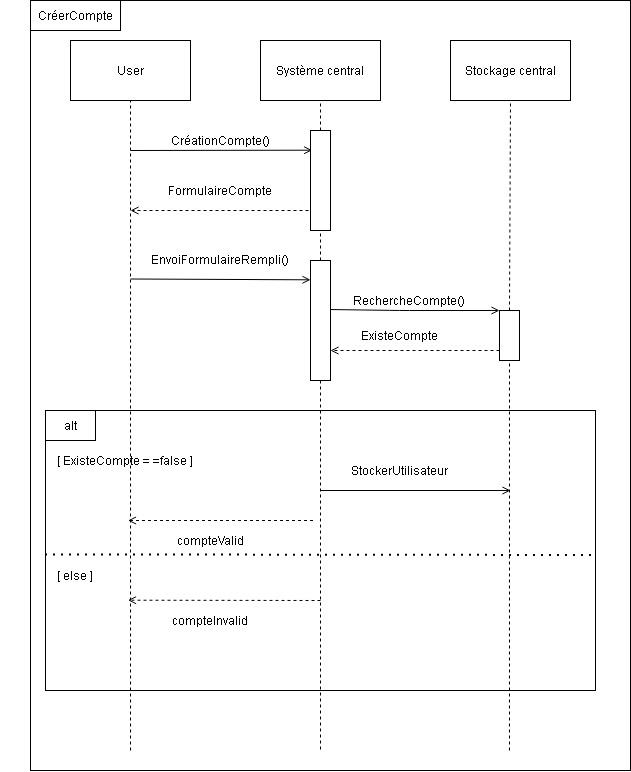 CréerCompte
User
Système central
Stockage central
CréationCompte()
FormulaireCompte
EnvoiFormulaireRempli()
RechercheCompte()
ExisteCompte
alt
[ ExisteCompte = =false ]
StockerUtilisateur
compteValid
[ else ]
compteInvalid